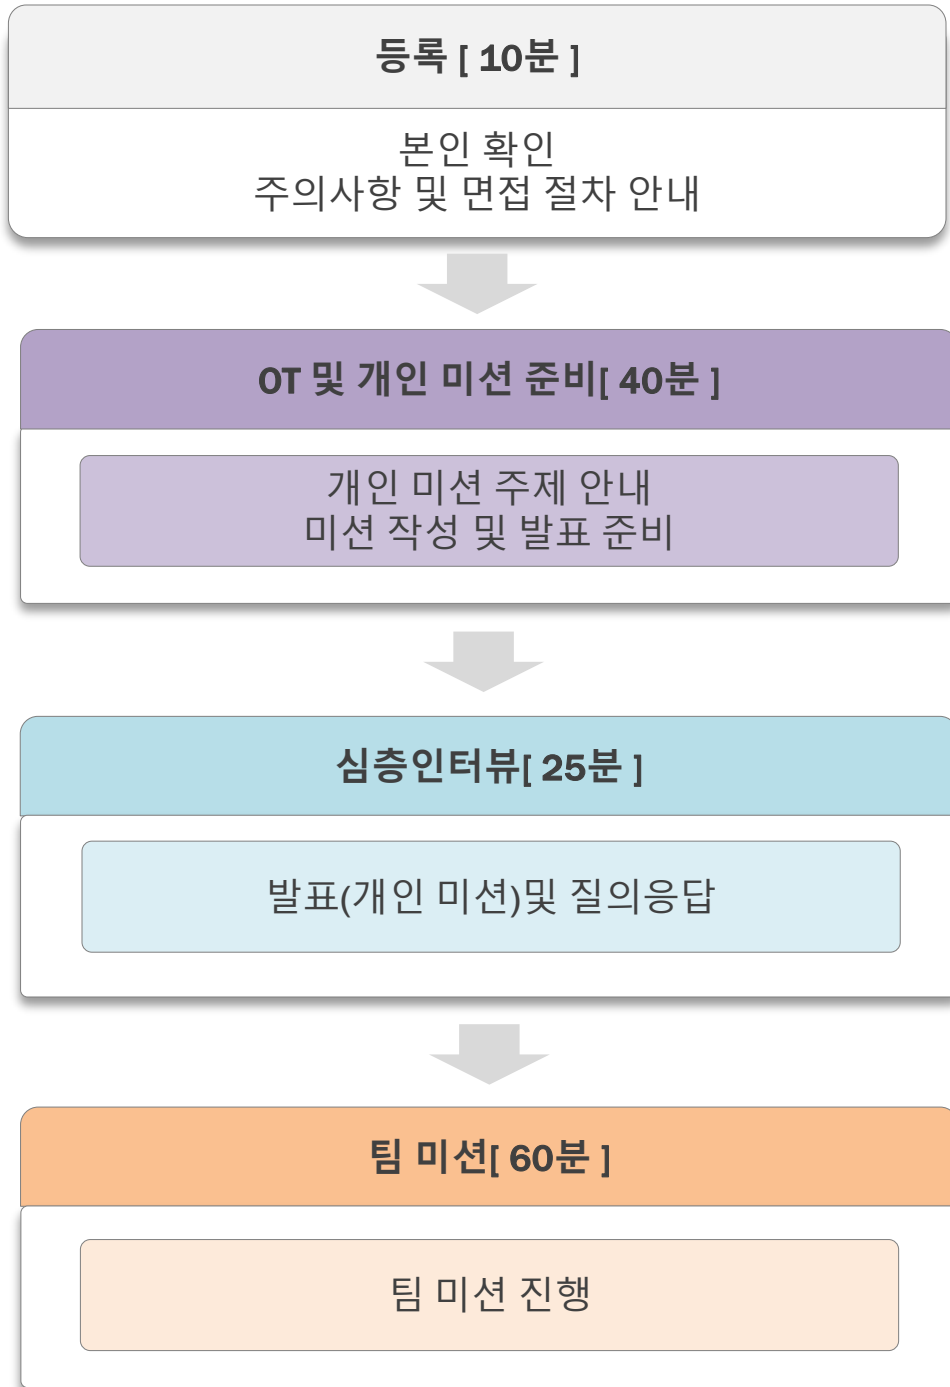 등록 [ 10분 ]
본인 확인
주의사항 및 면접 절차 안내
OT 및 개인 미션 준비[ 40분 ]
개인 미션 주제 안내
미션 작성 및 발표 준비
심층인터뷰[ 25분 ]
발표(개인 미션)및 질의응답
팀 미션[ 60분 ]
팀 미션 진행